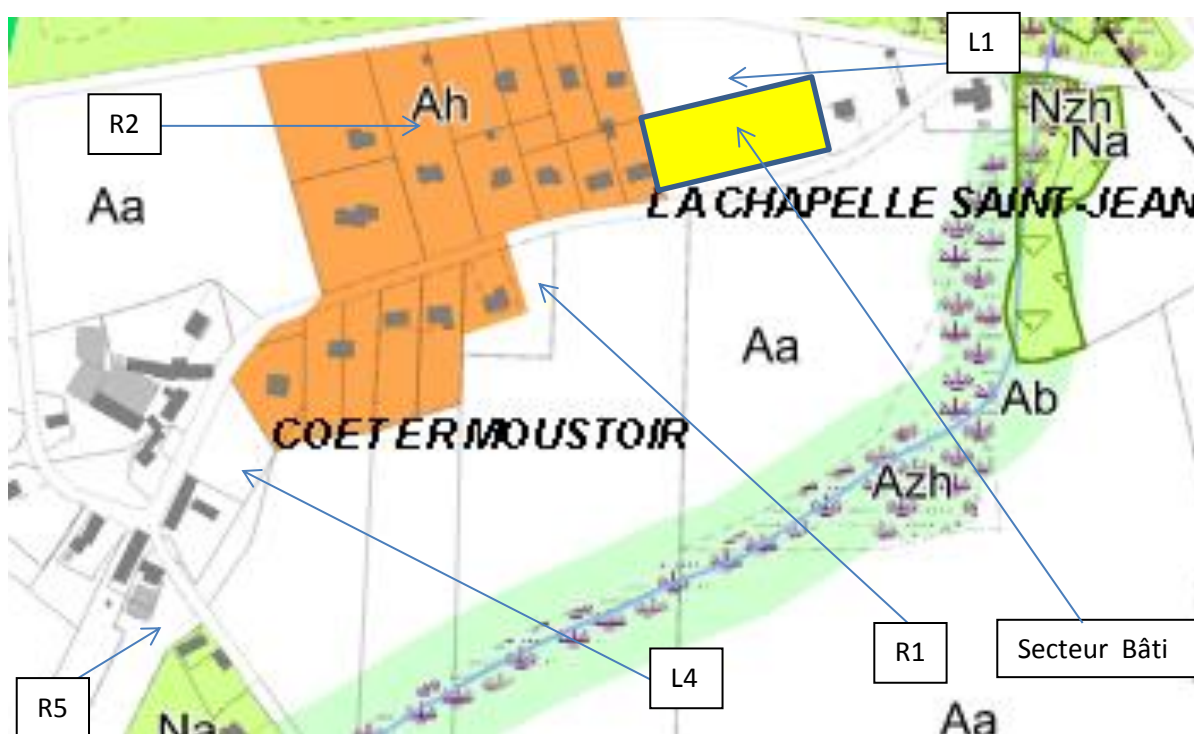 L1
Ah
R2
Nzh
Na
Aa
LA CHAPELLE SAINT-JEAN
Aa
Ab
COET ER MOUSTOIR
Azh
R1
Secteur Bâti
L4
R5
Na
Aa